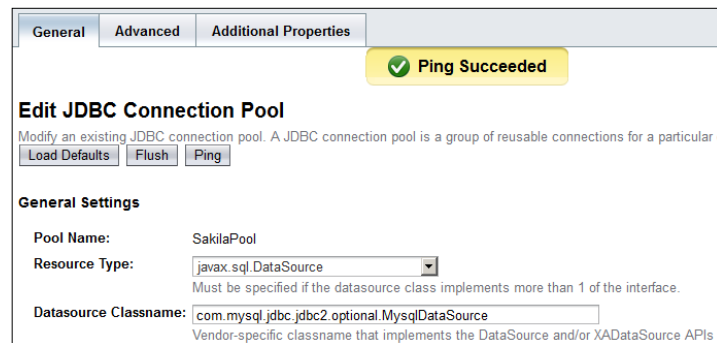 General Advanced Additional Properties
Ping Succeeded
Edit JDBC Connection Pool
Modify an existing JDBC connection pool. A JDBC connection pool is a group of reusable connections for a particular
Load Defaults Flush Ping
General Settings
Pool Name: SakilaPool
Resource Type: javax.sql.DataSource
Must be specified if the datasource class implements more than 1 of the interface.
Datasource Classname: com.mysql.jdbc.jdbc2.optional.MysqlDataSource
Vendor-specific classname that implements the DataSource and/or XADataSource APIs